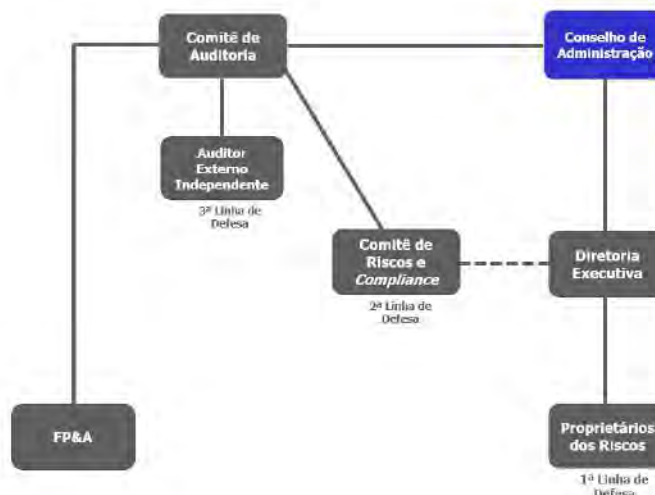 Comitê de
Auditoria
Conselho de
Administração
Auditor
Externo
Independente
3ª Linha de
Defesa
Comitê de
Riscos e
Compliance
2ª Linha de
Defesa
Diretoria
Executiva
FP&A
Proprietários
dos Riscos
1ª Linha de
Defesa